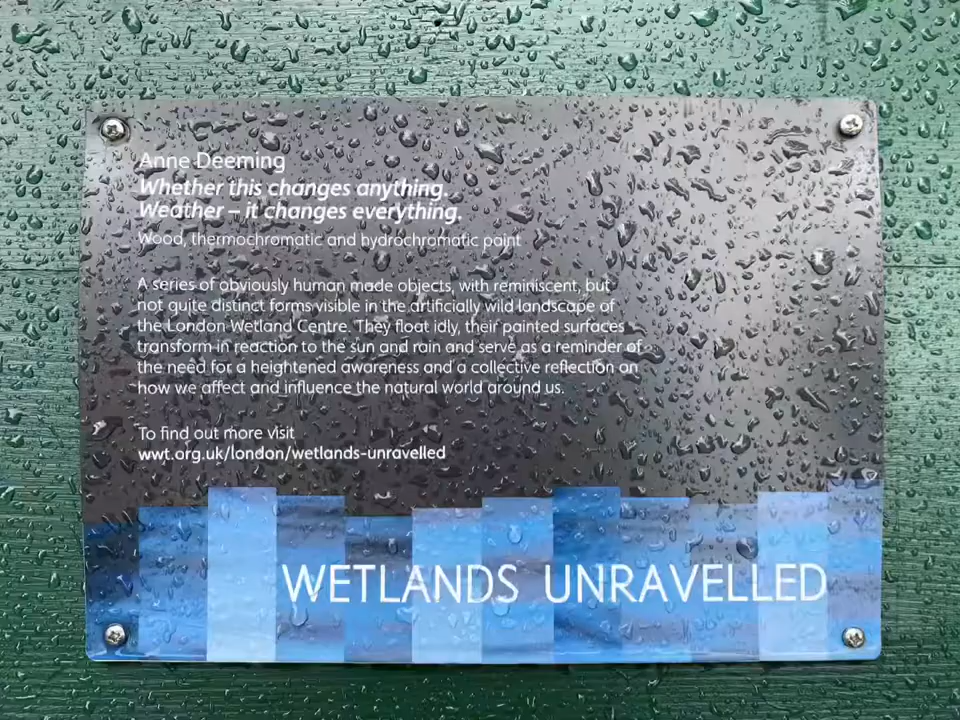 Anne Deeming
Whether this changes anything.
Weather – it changes everything.
Wood, thermochromatic and hydrochromatic paint
A series of obviously human made objects, with reminiscent, but
not quite distinct forms visible in the artificially wild landscape of
the London Wetland Centre. They float idly, their painted surfaces
transform in reaction to the sun and rain and serve as a reminder of
the need for a heightened awareness and a collective reflection on
how we affect and influence the natural world around us.
To find out more visit
wwt.org.uk/london/wetlands-unravelled
WETLANDS UNRAVELLED